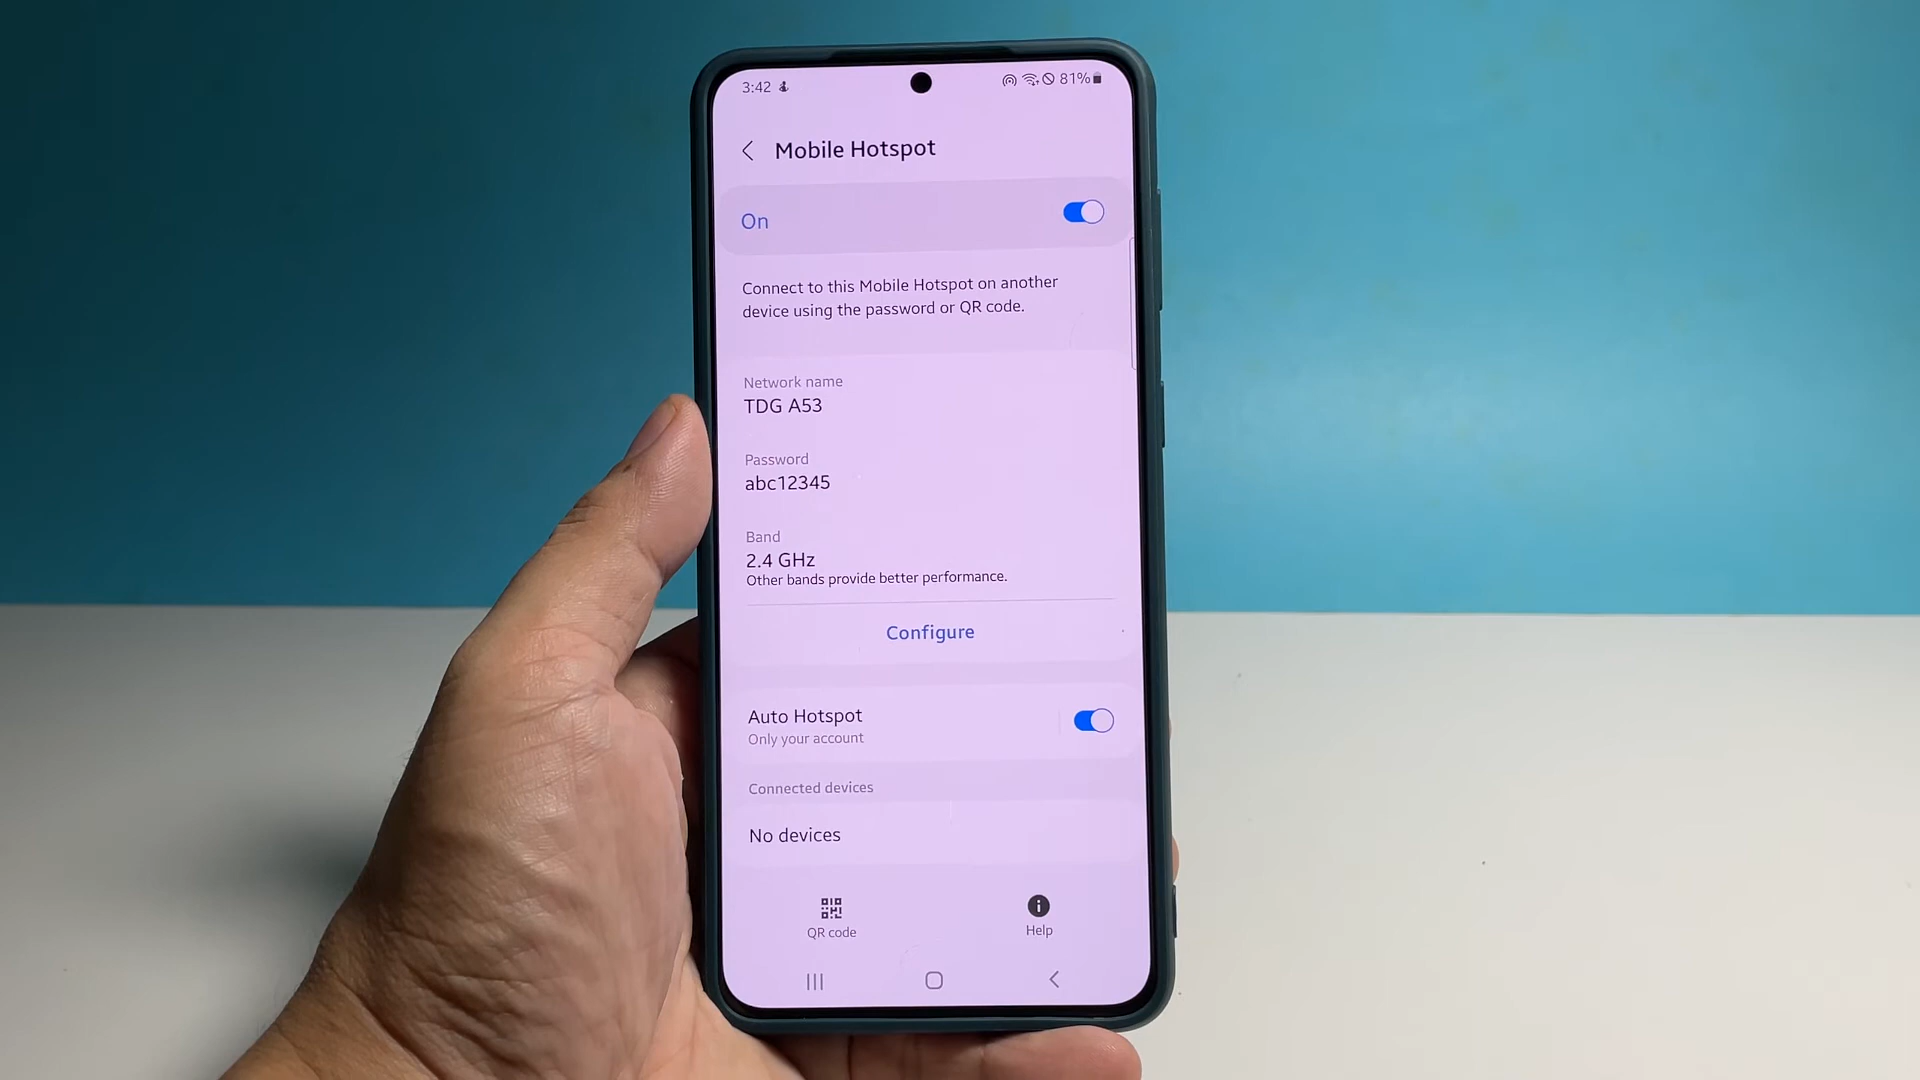 3:42
81%
Mobile Hotspot
On
Connect to this Mobile Hotspot on another
device using the password or QR code.
Network name
TDG A53
Password
abc12345
Band
2.4 GHz
Other bands provide better performance.
Configure
Auto Hotspot
Only your account
Connected devices
No devices
QR code
Help